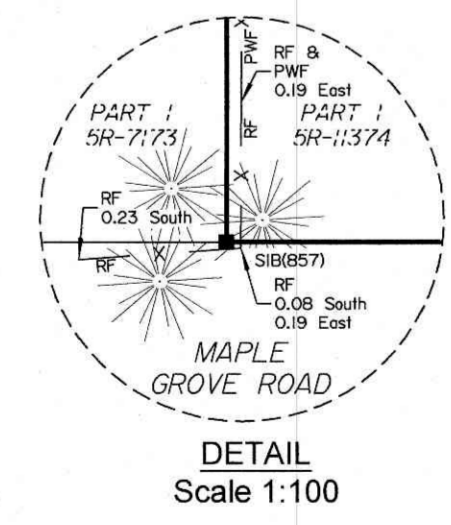 PWF
RF &
PWF
0.19 East
PART 1
5R-7173
RF
PART 1
5R-11374
RF
0.23 South
RF
SIB(857)
RF
0.08 South
0.19 East
MAPLE
GROVE ROAD
DETAIL
Scale 1:100